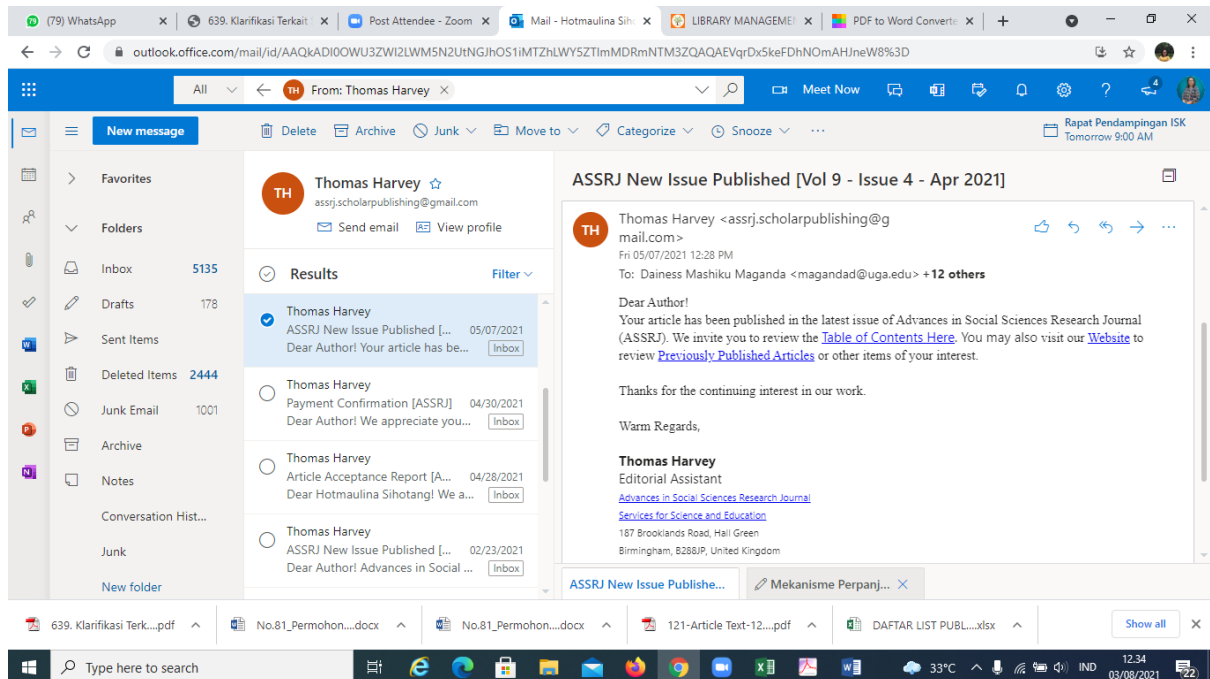 (79) WhatsApp
639. Klarifikasi Terkait
Post Attendee - Zoom
Mail - Hotmaulina Siho
LIBRARY MANAGEMEN
PDF to Word Converte
outlook.office.com/mail/id/AAQkADI0OWU3ZWI2LWM5N2UtNGJhOS1iMTZhLWY5ZTlmMDRmNTM3ZQAQAEVqrDx5keFDhNOmAHJneW8%3D
All
TH From: Thomas Harvey
Meet Now
4
New message
Delete Archive Junk Move to Categorize Snooze ...
Rapat Pendampingan ISK
Tomorrow 9:00 AM
Favorites
Folders
Inbox 5135
Drafts 178
Sent Items
Deleted Items 2444
Junk Email 1001
Archive
Notes
Conversation Hist...
Junk
New folder
TH
Thomas Harvey
assrj.scholarpublishing@gmail.com
Send email View profile
Results Filter
Thomas Harvey
ASSRJ New Issue Published [... 05/07/2021
Dear Author! Your article has be... Inbox
Thomas Harvey
Payment Confirmation [ASSRJ] 04/30/2021
Dear Author! We appreciate you... Inbox
Thomas Harvey
Article Acceptance Report [A... 04/28/2021
Dear Hotmaulina Sihotang! We a... Inbox
Thomas Harvey
ASSRJ New Issue Published [... 02/23/2021
Dear Author! Advances in Social ... Inbox
ASSRJ New Issue Published [Vol 9 - Issue 4 - Apr 2021]
TH
Thomas Harvey <assrj.scholarpublishing@g
mail.com>
Fri 05/07/2021 12:28 PM
To: Dainess Mashiku Maganda <magandad@uga.edu> +12 others
Dear Author!
Your article has been published in the latest issue of Advances in Social Sciences Research Journal
(ASSRJ). We invite you to review the Table of Contents Here. You may also visit our Website to
review Previously Published Articles or other items of your interest.
Thanks for the continuing interest in our work.
Warm Regards,
Thomas Harvey
Editorial Assistant
Advances in Social Sciences Research Journal
Services for Science and Education
187 Brooklands Road, Hall Green
Birmingham, B288JP, United Kingdom
ASSRJ New Issue Publishe...
Mekanisme Perpanj...
639. Klarifikasi Terk....pdf
No.81_Permohon....docx
No.81_Permohon....docx
121-Article Text-12....pdf
DAFTAR LIST PUBL....xlsx
Show all
Type here to search
33°C
IND
12.34
03/08/2021
22